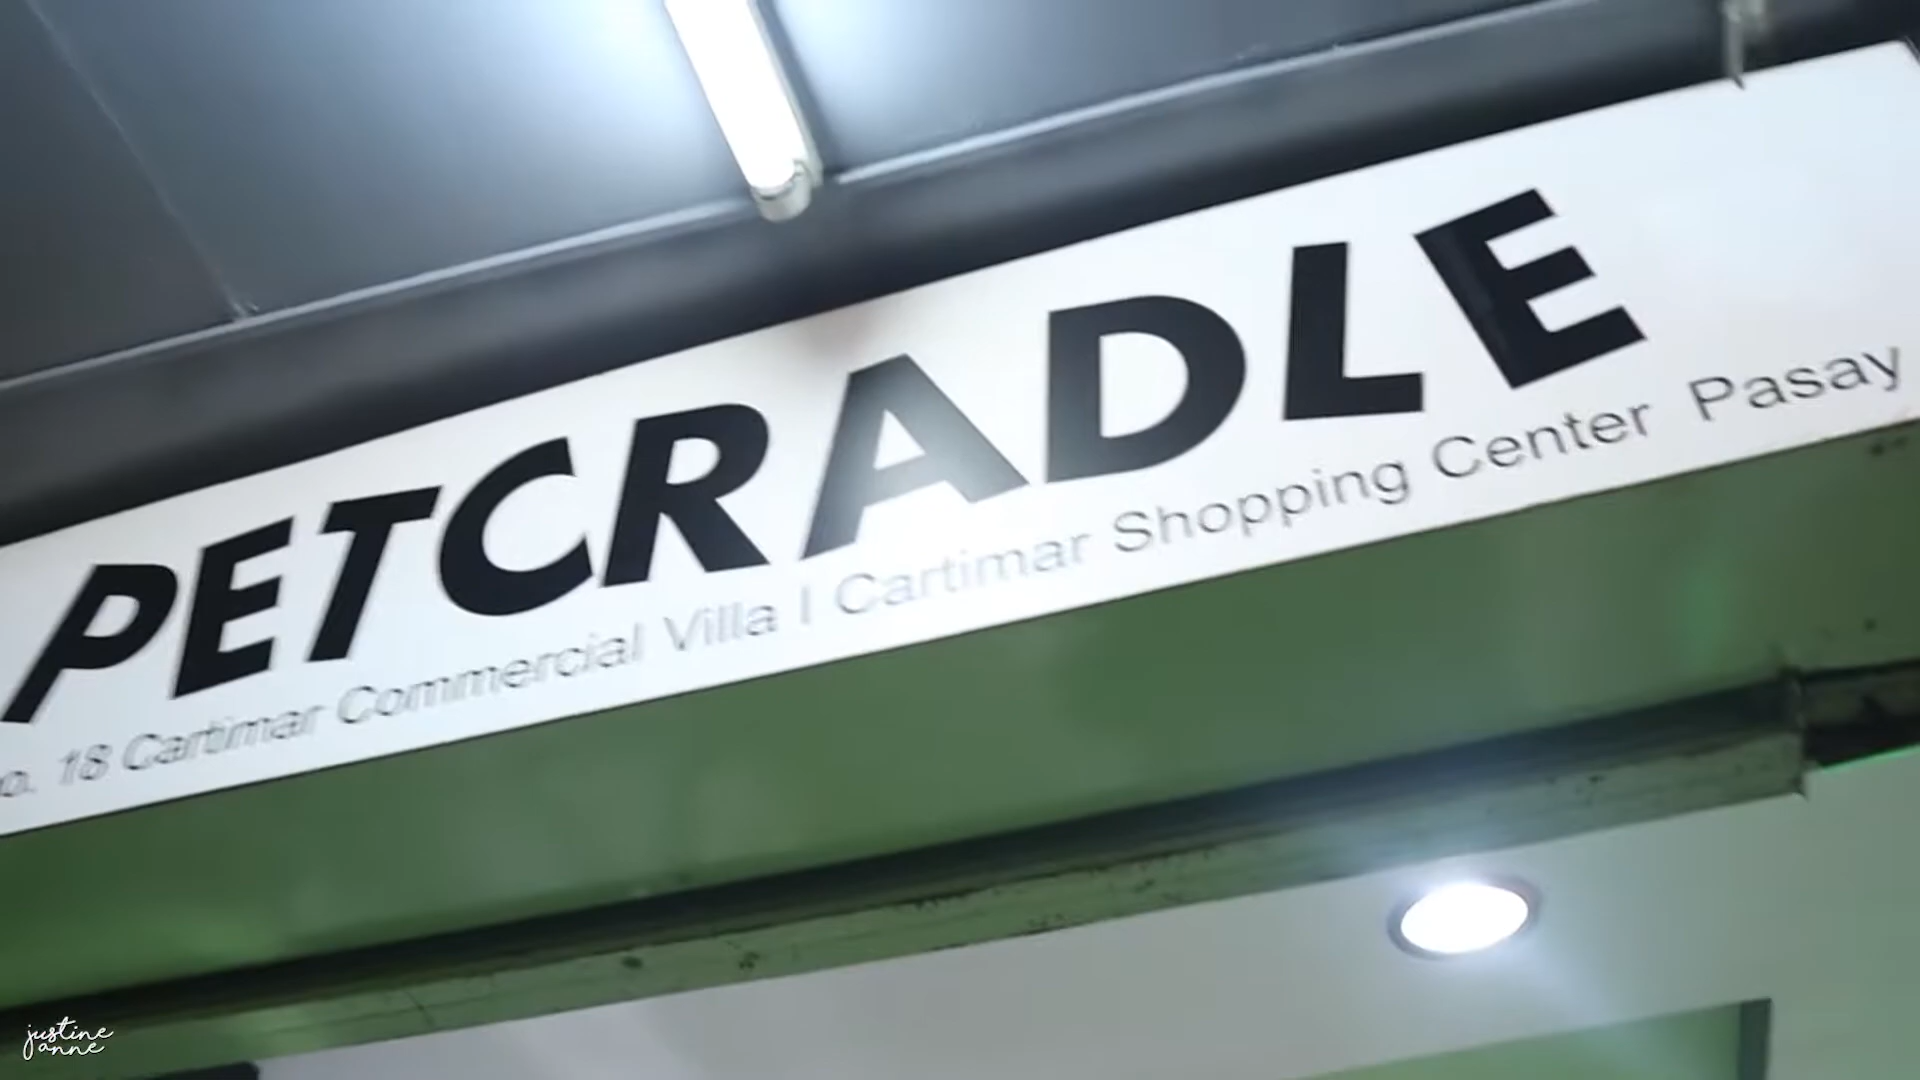 PETCRADLE
o. 18 Cartimar Commercial Villa I Cartimar Shopping Center Pasay
justine
anne